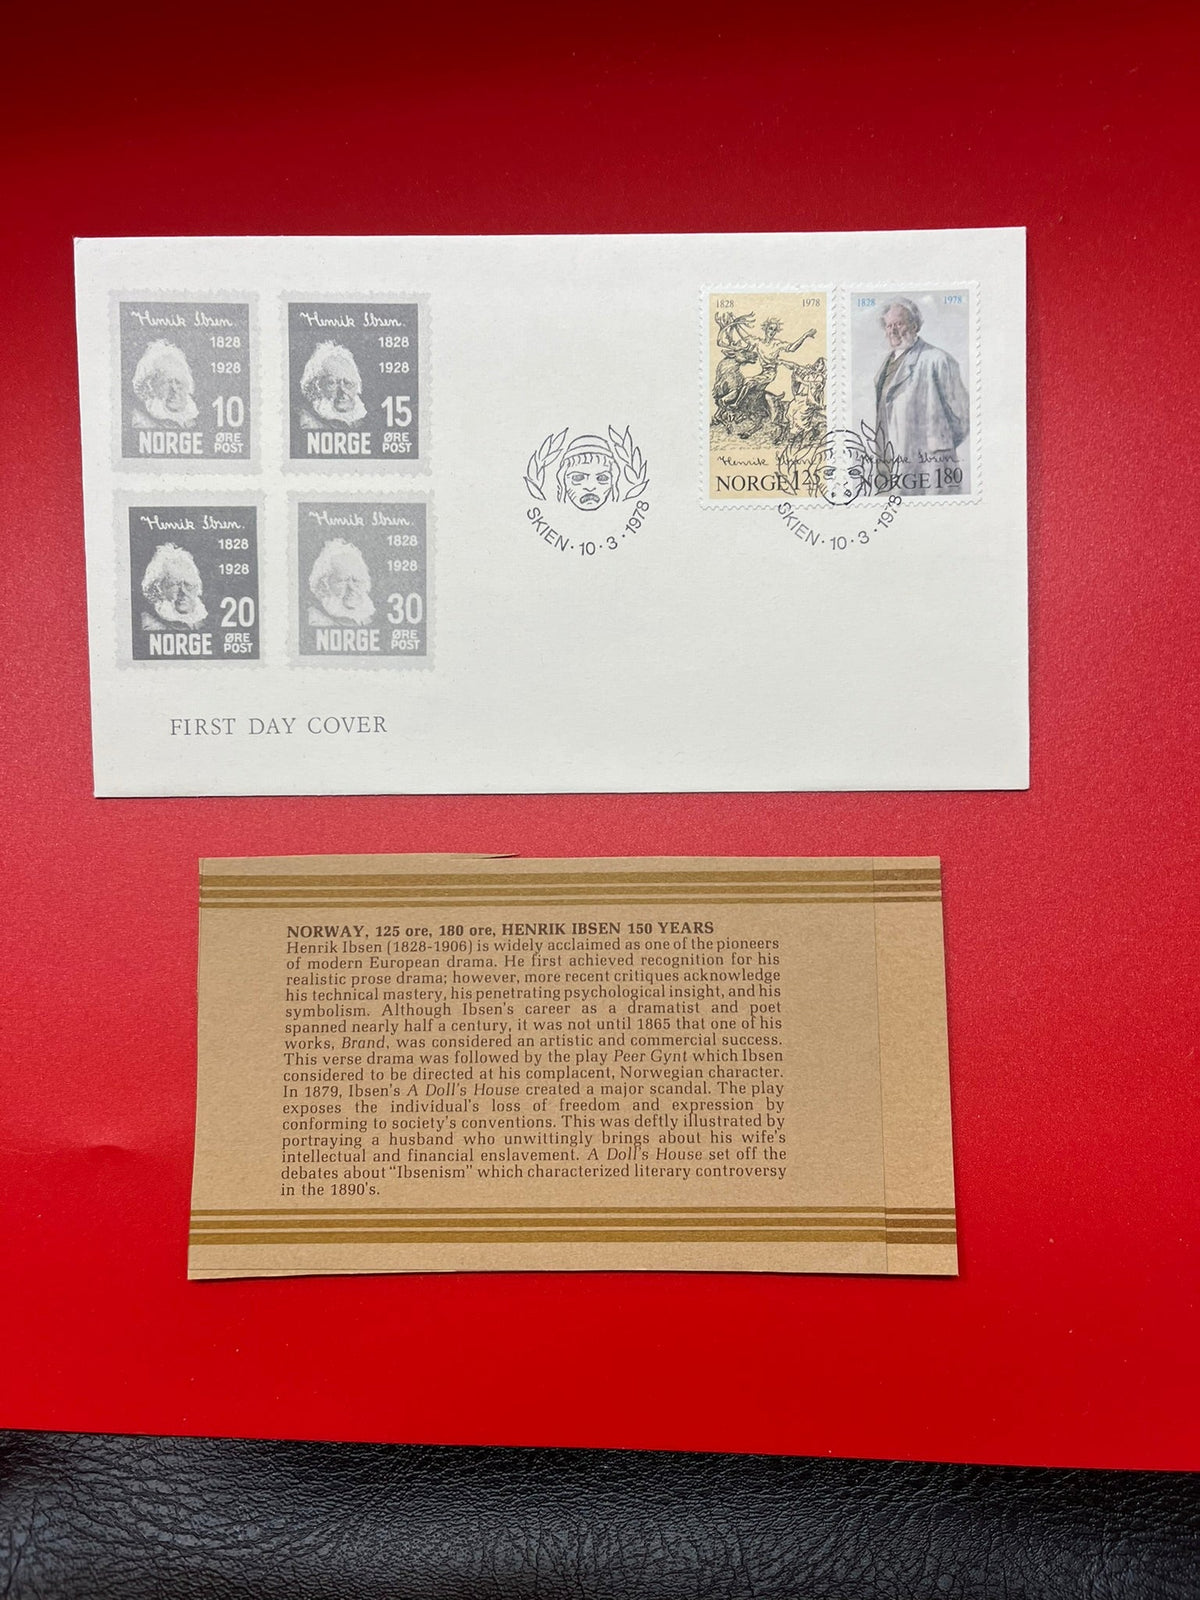 Henrik Ibsen.
1828
1928
10
NORGE ØRE POST
Henrik Ibsen.
1828
1928
15
NORGE ØRE POST
Henrik Ibsen.
1828
1928
20
NORGE ØRE POST
Henrik Ibsen.
1828
1928
30
NORGE ØRE POST
FIRST DAY COVER
SKIEN · 10 · 3 · 1978
1828 1978
Henrik Ibsen
NORGE 125
1828 1978
Henrik Ibsen
NORGE 180
SKIEN · 10 · 3 · 1978
NORWAY, 125 ore, 180 ore, HENRIK IBSEN 150 YEARS
Henrik Ibsen (1828-1906) is widely acclaimed as one of the pioneers
of modern European drama. He first achieved recognition for his
realistic prose drama; however, more recent critiques acknowledge
his technical mastery, his penetrating psychological insight, and his
symbolism. Although Ibsen's career as a dramatist and poet
spanned nearly half a century, it was not until 1865 that one of his
works, Brand, was considered an artistic and commercial success.
This verse drama was followed by the play Peer Gynt which Ibsen
considered to be directed at his complacent, Norwegian character.
In 1879, Ibsen's A Doll's House created a major scandal. The play
exposes the individual's loss of freedom and expression by
conforming to society's conventions. This was deftly illustrated by
portraying a husband who unwittingly brings about his wife's
intellectual and financial enslavement. A Doll's House set off the
debates about "Ibsenism" which characterized literary controversy
in the 1890's.